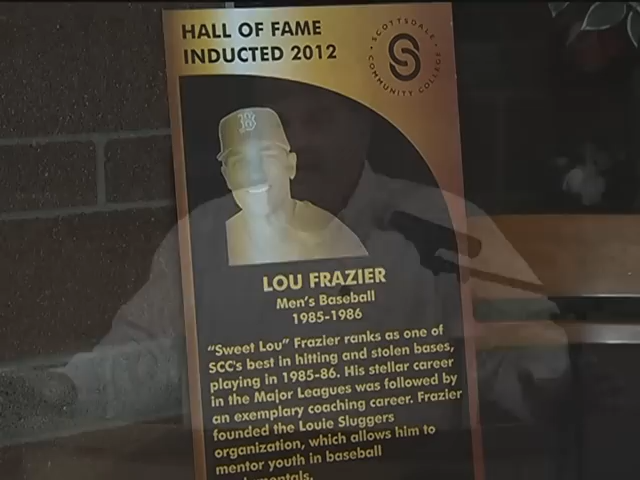 HALL OF FAME
INDUCTED 2012
SCOTTSDALE
COMMUNITY COLLEGE
B
LOU FRAZIER
Men's Baseball
1985-1986
"Sweet Lou" Frazier ranks as one of
SCC's best in hitting and stolen bases,
playing in 1985-86. His stellar career
in the Major Leagues was followed by
an exemplary coaching career. Frazier
founded the Louie Sluggers
organization, which allows him to
mentor youth in baseball